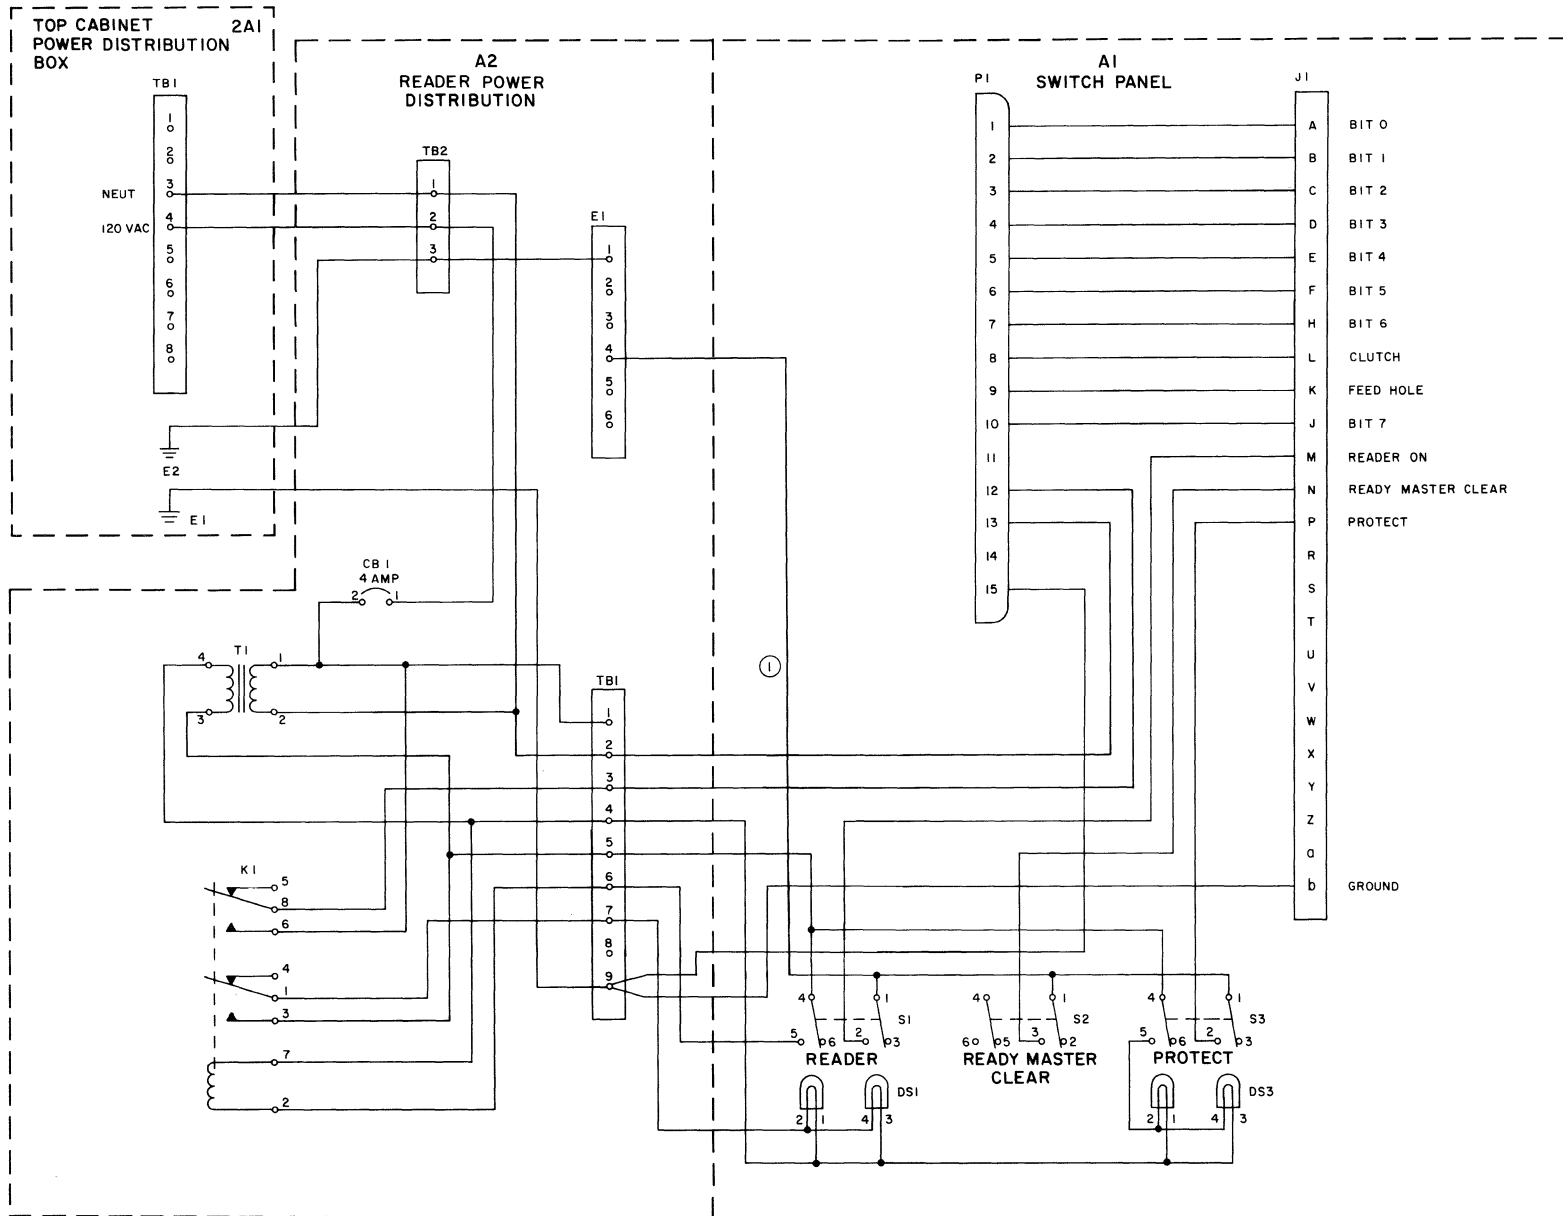 TOP CABINET 2A1
POWER DISTRIBUTION
BOX
TB1
1
2
NEUT 3
120 VAC 4
5
6
7
8
E2
E1
A2
READER POWER
DISTRIBUTION
TB2
1
2
3
E1
1
2
3
4
5
6
CB 1
4 AMP
2 1
T1
4 1
3 2
K1
5
8
6
4
1
3
7
2
TB1
1
2
3
4
5
6
7
8
9
1
A1
SWITCH PANEL
P1
1
2
3
4
5
6
7
8
9
10
11
12
13
14
15
J1
A BIT 0
B BIT 1
C BIT 2
D BIT 3
E BIT 4
F BIT 5
H BIT 6
L CLUTCH
K FEED HOLE
J BIT 7
M READER ON
N READY MASTER CLEAR
P PROTECT
R
S
T
U
V
W
X
Y
Z
a
b GROUND
4 1
S1
5 6 2 3
READER
2 1 4 3
DS1
4 1
S2
6 5 3 2
READY MASTER
CLEAR
4 1
S3
5 6 2 3
PROTECT
2 1 4 3
DS3